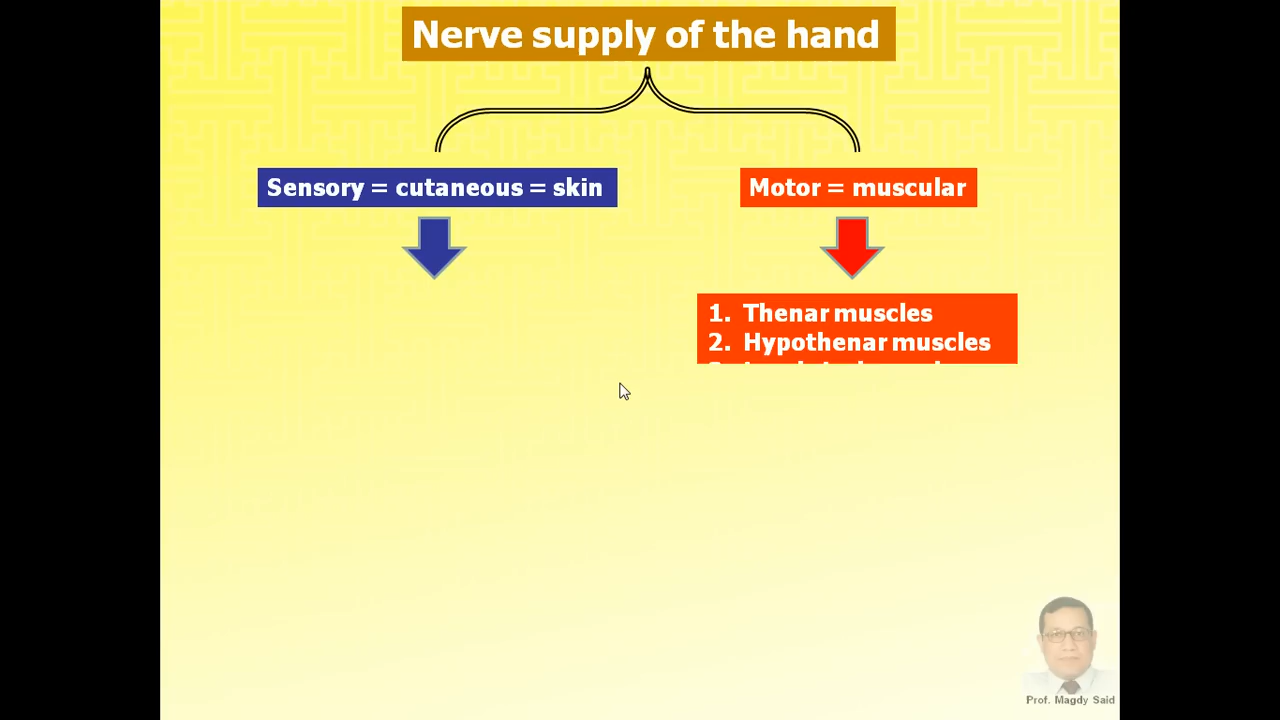 Nerve supply of the hand
Sensory = cutaneous = skin
Motor = muscular
1. Thenar muscles
2. Hypothenar muscles
Prof. Magdy Said